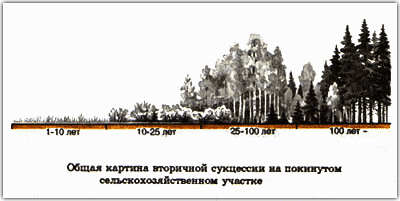 1-10 лет 10-25 лет 25-100 лет 100 лет -
Общая картина вторичной сукцессии на покинутом
сельскохозяйственном участке